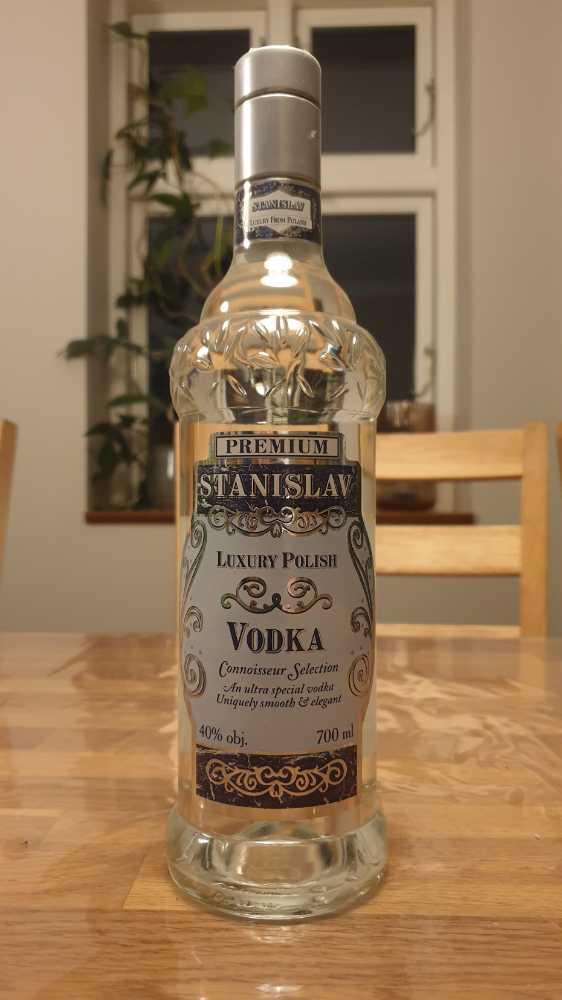 STANISLAV
LUXURY FROM POLAND
PREMIUM
STANISLAV
LUXURY POLISH
VODKA
Connoisseur Selection
An ultra special vodka
Uniquely smooth & elegant
40% obj. 700 ml